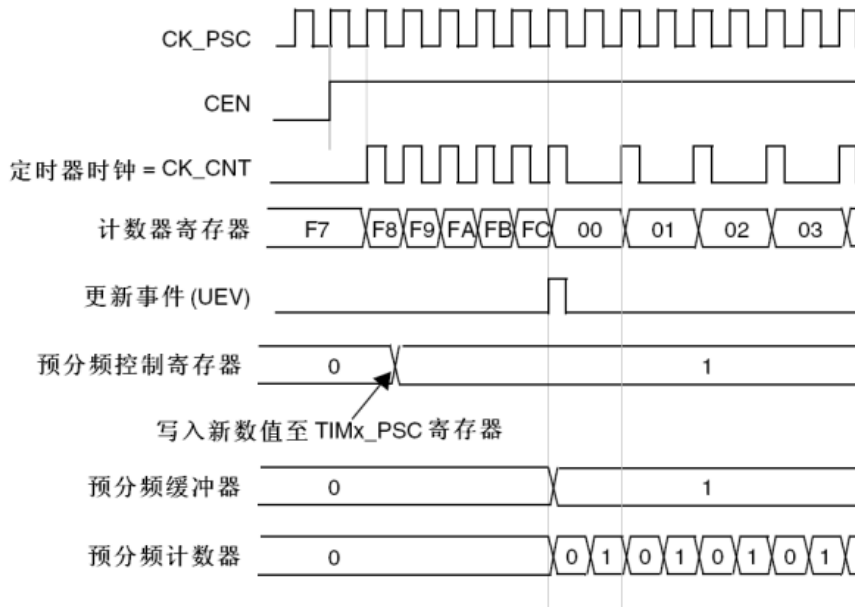 CK_PSC
CEN
定时器时钟 = CK_CNT
计数器寄存器 F7 F8 F9 FA FB FC 00 01 02 03
更新事件(UEV)
预分频控制寄存器 0 1
写入新数值至 TIMx_PSC 寄存器
预分频缓冲器 0 1
预分频计数器 0 0 1 0 1 0 1 0 1